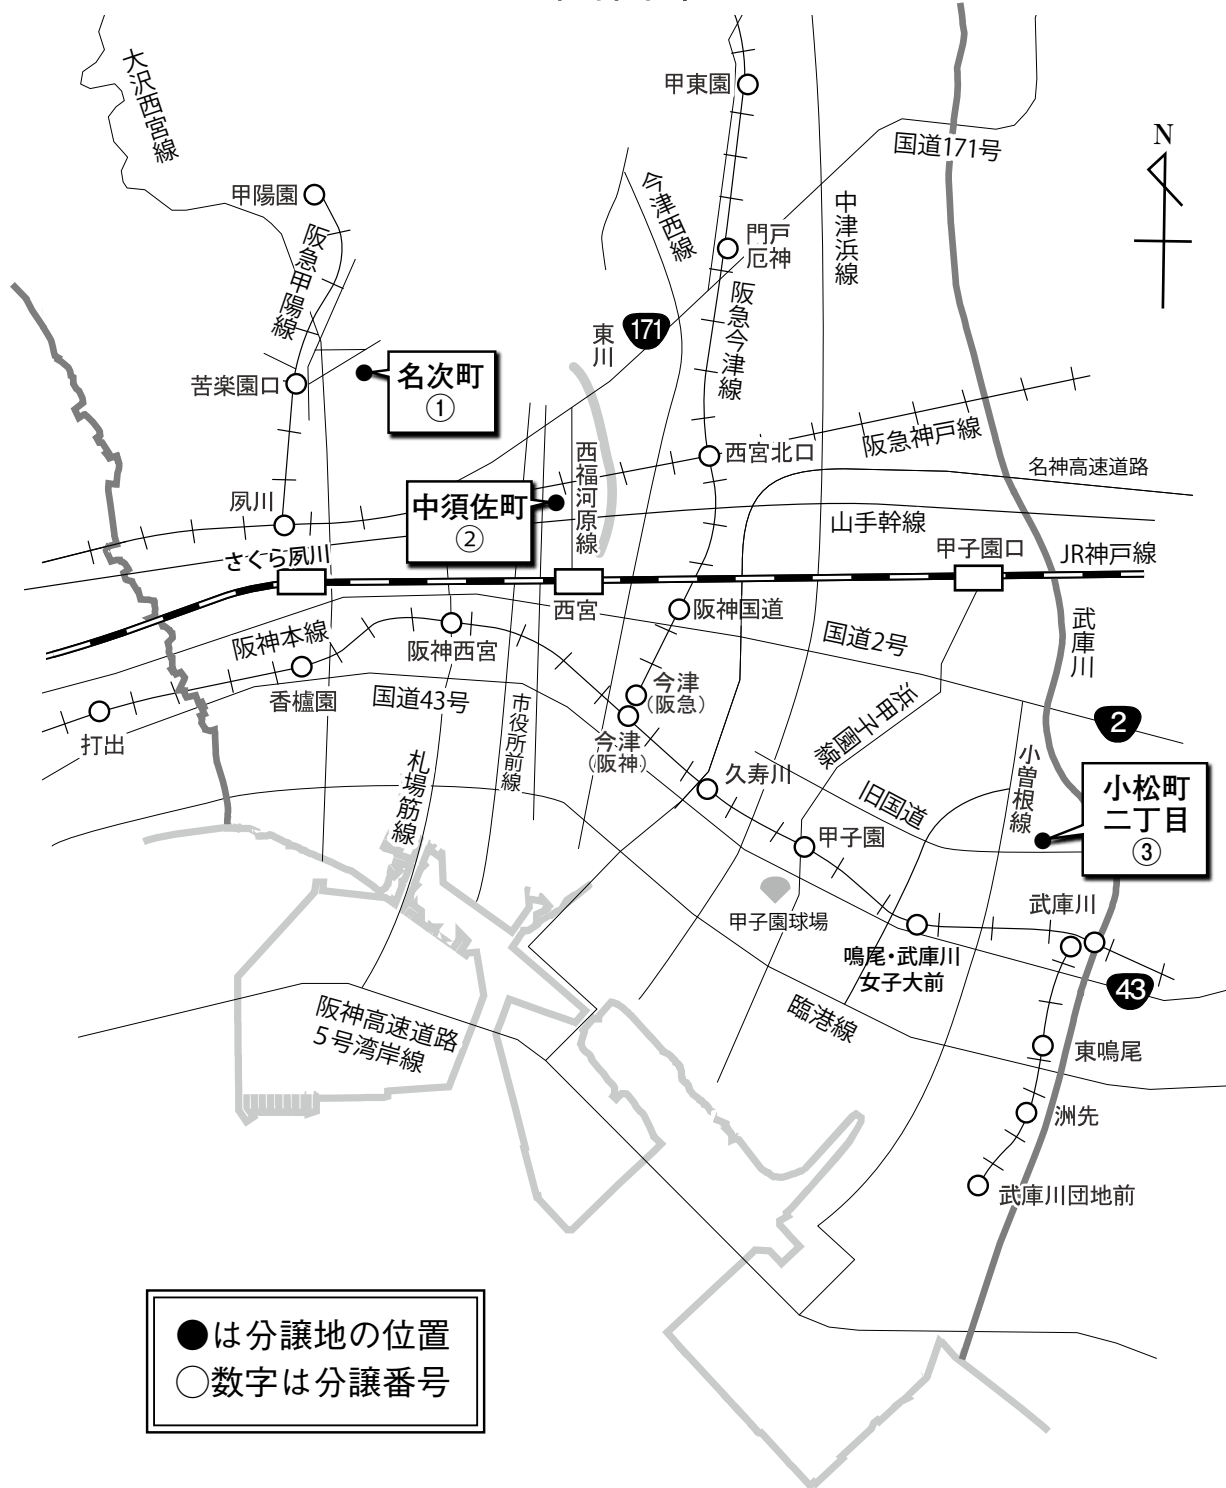 甲東園
国道171号
大沢西宮線
N
甲陽園
今津西線
中津浜線
門戸
厄神
阪急甲陽線
阪急今津線
171
東川
苦楽園口
名次町
①
阪急神戸線
西宮北口
名神高速道路
西福河原線
中須佐町
②
夙川
山手幹線
さくら夙川
甲子園口
JR神戸線
西宮
阪神国道
武庫川
阪神本線
阪神西宮
国道2号
香櫨園
国道43号
市役所前線
今津
(阪急)
浜甲子園線
2
打出
今津
(阪神)
札場筋線
久寿川
旧国道
小曽根線
小松町
二丁目
③
甲子園
甲子園球場
武庫川
鳴尾・武庫川
女子大前
43
阪神高速道路
5号湾岸線
臨港線
東鳴尾
洲先
武庫川団地前
●は分譲地の位置
○数字は分譲番号